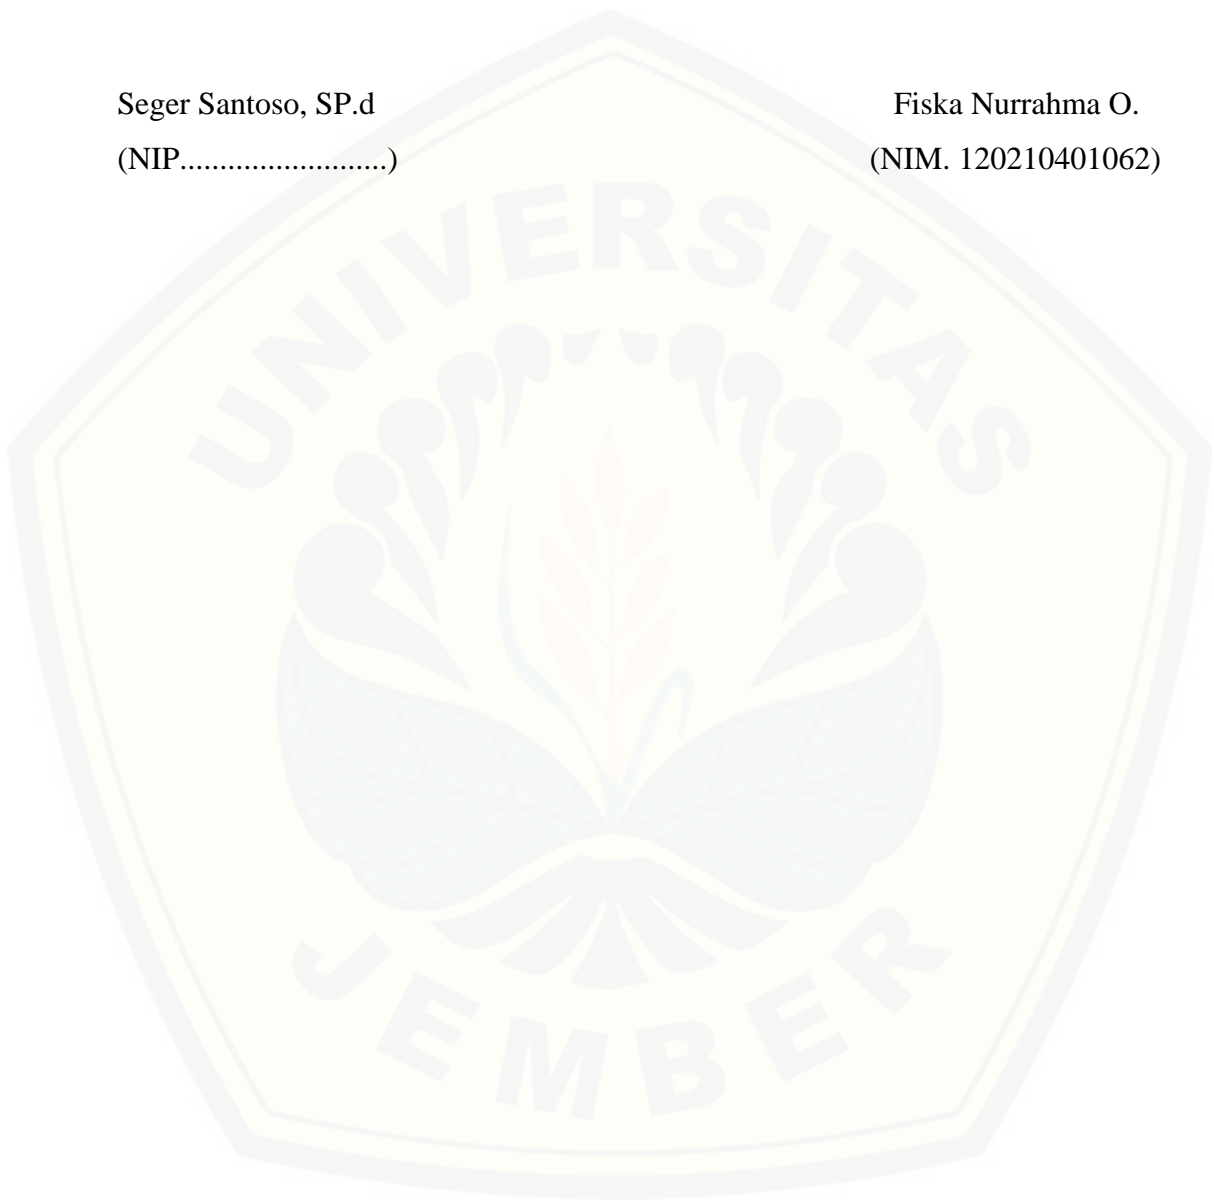 Seger Santoso, SP.d
Fiska Nurrahma O.
(NIP.........................)
(NIM. 120210401062)
UNIVERSITAS
JEMBER